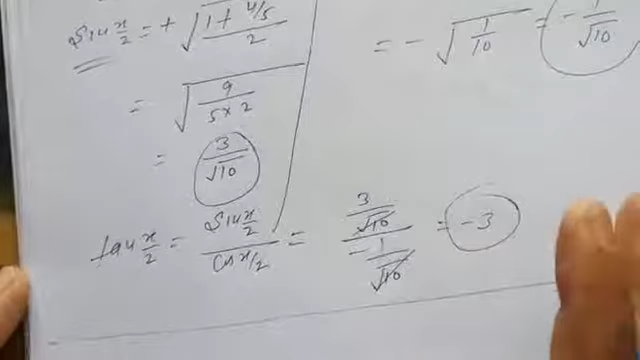 sin x/2 = + √(1 + 4/5 / 2)
= √(9 / 5×2)
= 3/√10
= - √(1/10) = - 1/√10
tan x/2 = sin x/2 / cos x/2 = 3/√10 / - 1/√10 = -3